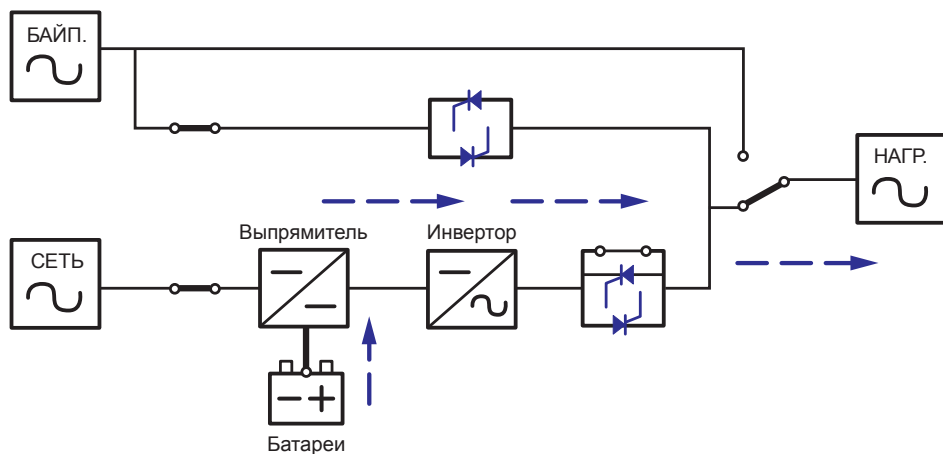 БАЙП.
НАГР.
Выпрямитель
Инвертор
СЕТЬ
Батареи